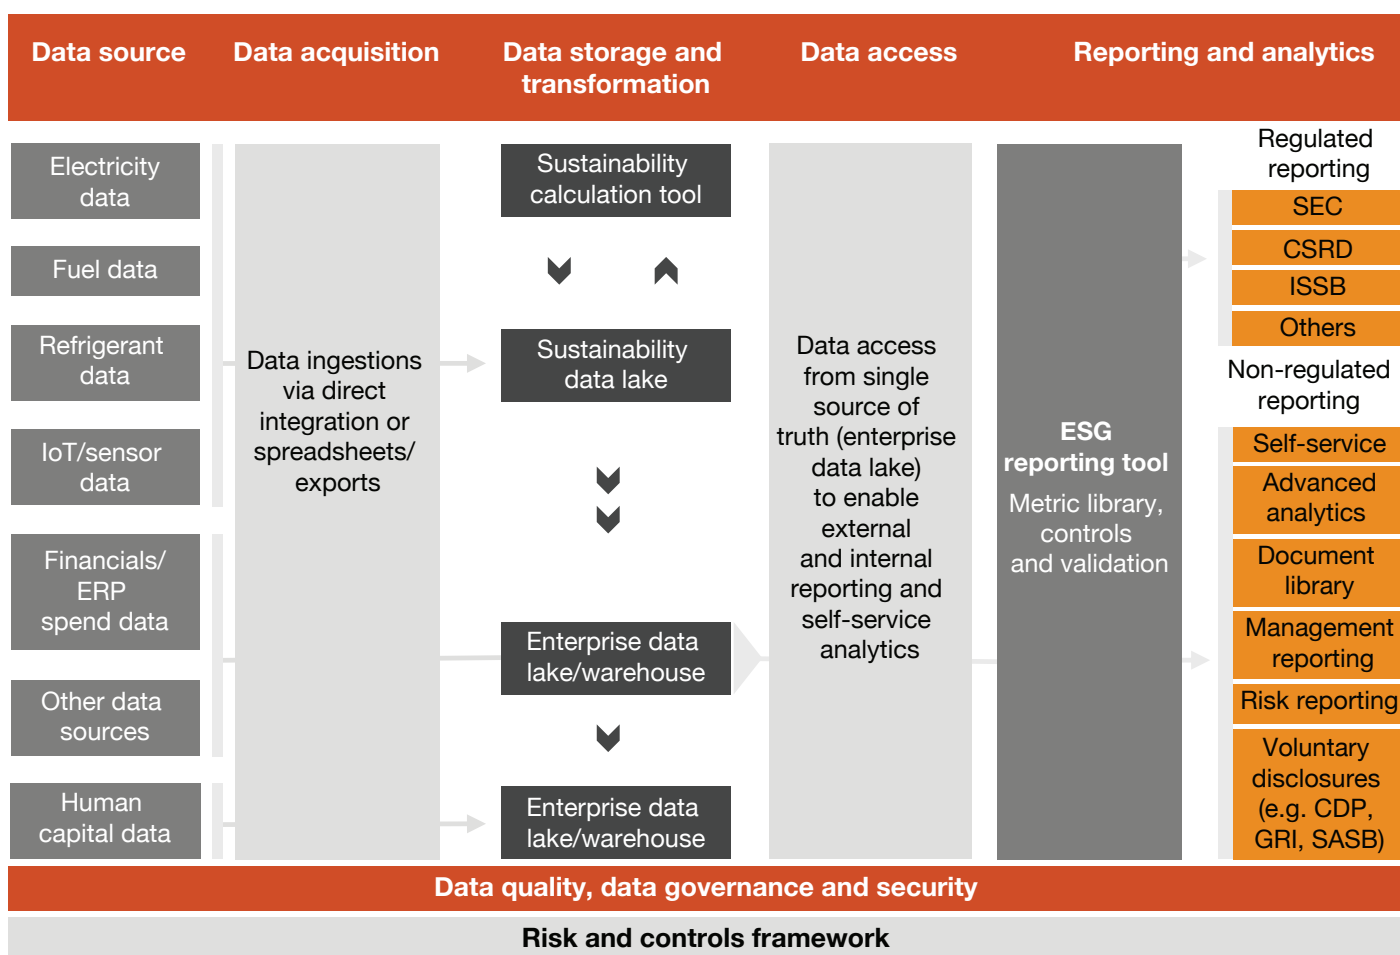 Data source
Data acquisition
Data storage and
transformation
Data access
Reporting and analytics
Electricity
data
Fuel data
Refrigerant
data
IoT/sensor
data
Financials/
ERP
spend data
Other data
sources
Human
capital data
Data ingestions
via direct
integration or
spreadsheets/
exports
Sustainability
calculation tool
Sustainability
data lake
Enterprise data
lake/warehouse
Enterprise data
lake/warehouse
Data access
from single
source of
truth (enterprise
data lake)
to enable
external
and internal
reporting and
self-service
analytics
ESG
reporting tool
Metric library,
controls
and validation
Regulated
reporting
SEC
CSRD
ISSB
Others
Non-regulated
reporting
Self-service
Advanced
analytics
Document
library
Management
reporting
Risk reporting
Voluntary
disclosures
(e.g. CDP,
GRI, SASB)
Data quality, data governance and security
Risk and controls framework